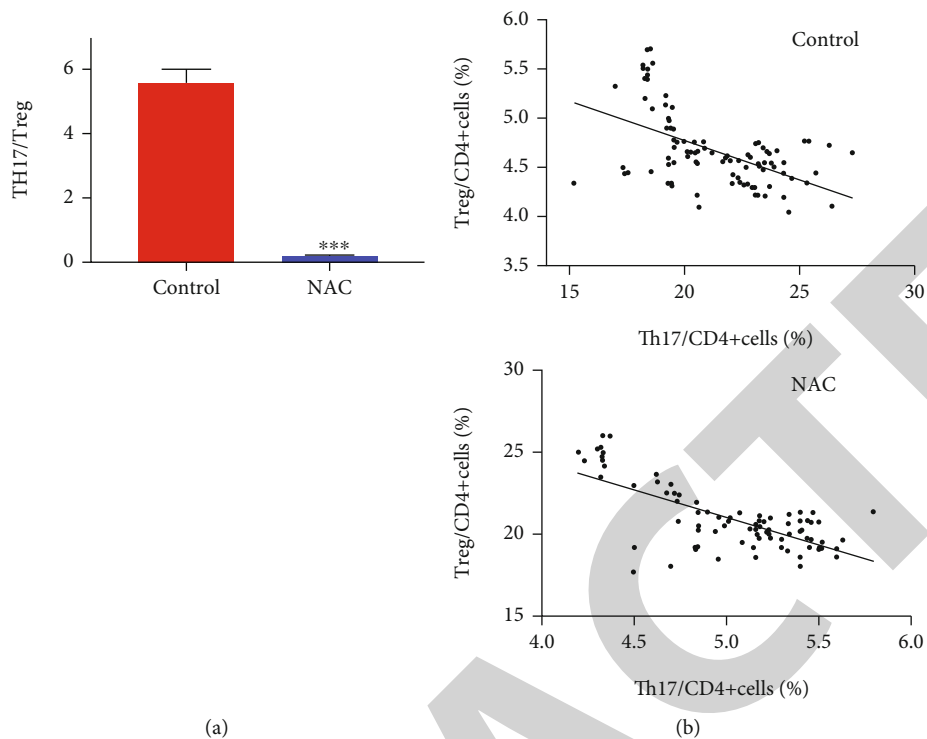 TH17/Treg
6
4
2
0
***
Control
NAC
(a)
Treg/CD4+cells (%)
6.0
5.5
5.0
4.5
4.0
3.5
Control
15
20
25
30
Th17/CD4+cells (%)
Treg/CD4+cells (%)
30
25
20
15
NAC
4.0
4.5
5.0
5.5
6.0
Th17/CD4+cells (%)
(b)
ACTE